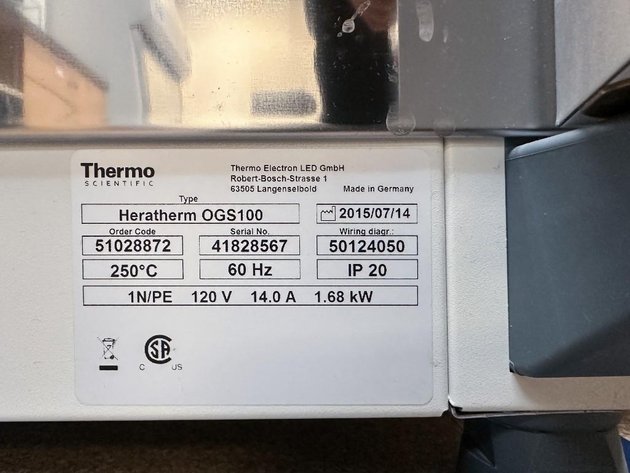 Thermo
SCIENTIFIC
Thermo Electron LED GmbH
Robert-Bosch-Strasse 1
63505 Langenselbold Made in Germany
Type
Heratherm OGS100 2015/07/14
Order Code Serial No. Wiring diagr.:
51028872 41828567 50124050
250°C 60 Hz IP 20
1N/PE 120 V 14.0 A 1.68 kW
SA
C US